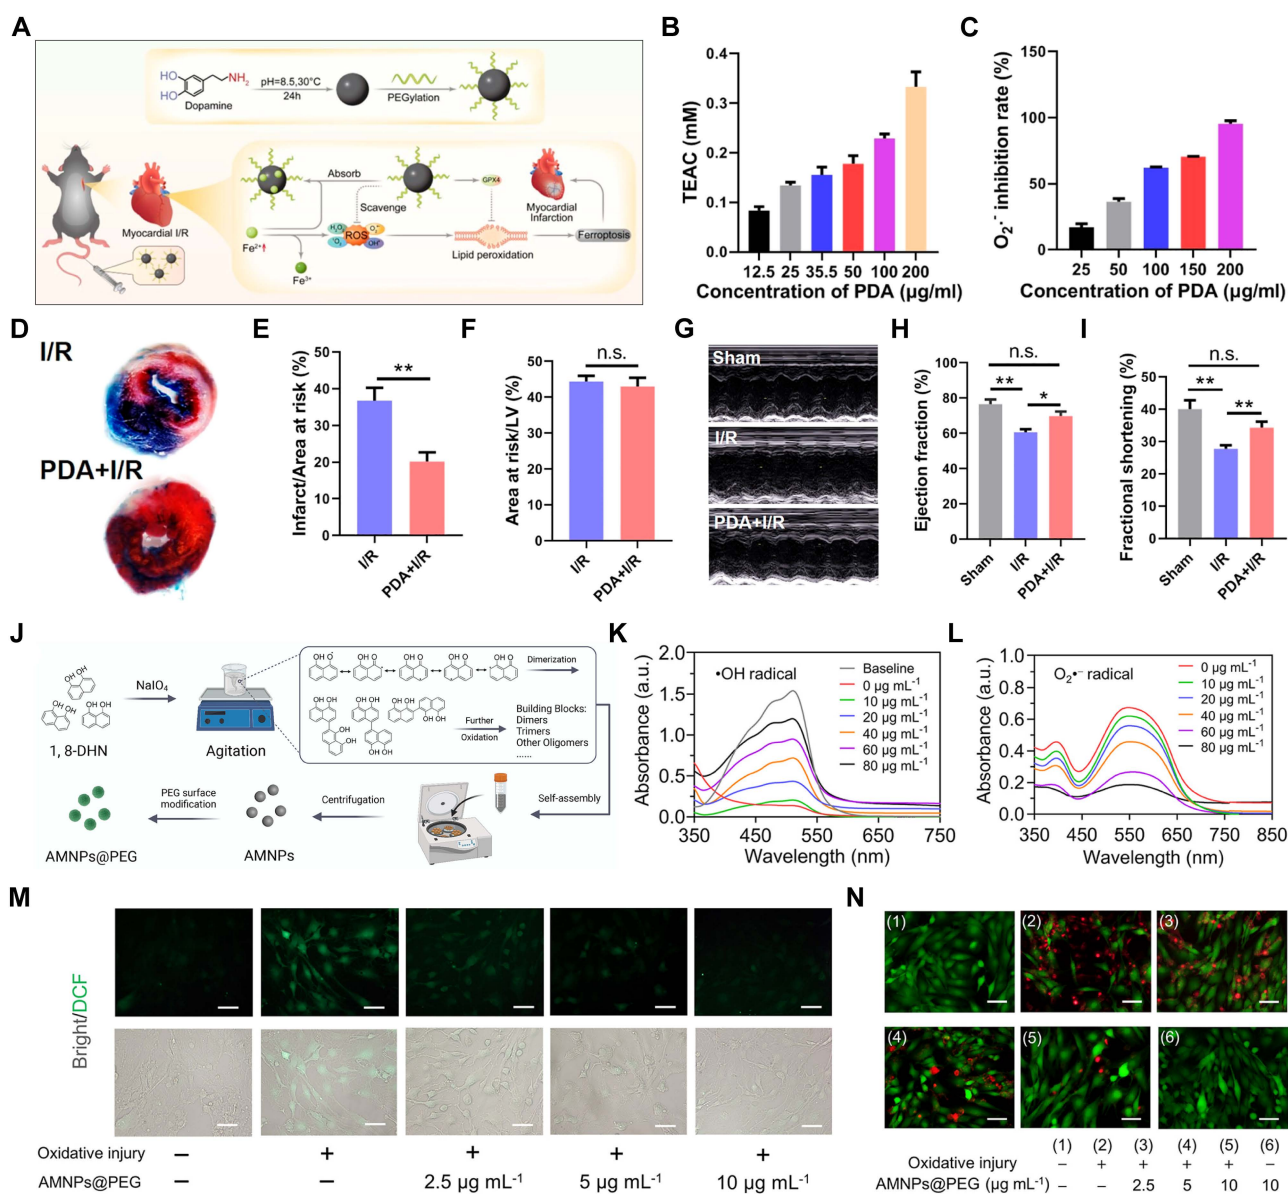 A
HO
HO
NH₂
Dopamine
pH=8.5,30°C
24h
PEGylation
Myocardial I/R
Absorb
Scavenge
GPX4
Myocardial
Infarction
Fe²⁺↑
Fe³⁺
H₂O₂
O₂•⁻
ROS
¹O₂
OH•
Lipid peroxidation
Ferroptosis
B
TEAC (mM)
0.4
0.3
0.2
0.1
0.0
12.5 25 35.5 50 100 200
Concentration of PDA (μg/ml)
C
O₂·⁻ inhibition rate (%)
150
100
50
0
25 50 100 150 200
Concentration of PDA (μg/ml)
D
I/R
PDA+I/R
E
Infarct/Area at risk (%)
50
40
30
20
10
0
**
I/R
PDA+I/R
F
Area at risk/LV (%)
50
40
30
20
10
0
n.s.
I/R
PDA+I/R
G
Sham
I/R
PDA+I/R
H
Ejection fraction (%)
100
80
60
40
20
0
n.s.
**
*
Sham
I/R
PDA+I/R
I
Fractional shortening (%)
50
40
30
20
10
0
n.s.
**
**
Sham
I/R
PDA+I/R
J
OH OH
1, 8-DHN
NaIO₄
Agitation
Dimerization
Further
Oxidation
Building Blocks:
Dimers
Trimers
Other Oligomers
......
Self-assembly
Centrifugation
AMNPs
PEG surface
modification
AMNPs@PEG
K
Absorbance (a.u.)
2.0
1.5
1.0
0.5
0.0
•OH radical
Baseline
0 μg mL⁻¹
10 μg mL⁻¹
20 μg mL⁻¹
40 μg mL⁻¹
60 μg mL⁻¹
80 μg mL⁻¹
350 450 550 650 750
Wavelength (nm)
L
Absorbance (a.u.)
1.0
0.8
0.6
0.4
0.2
0.0
O₂•⁻ radical
0 μg mL⁻¹
10 μg mL⁻¹
20 μg mL⁻¹
40 μg mL⁻¹
60 μg mL⁻¹
80 μg mL⁻¹
350 450 550 650 750 850
Wavelength (nm)
M
Bright/DCF
Oxidative injury − + + + +
AMNPs@PEG − − 2.5 μg mL⁻¹ 5 μg mL⁻¹ 10 μg mL⁻¹
N
(1) (2) (3)
(4) (5) (6)
(1) (2) (3) (4) (5) (6)
Oxidative injury − + + + + −
AMNPs@PEG (μg mL⁻¹) − − 2.5 5 10 10